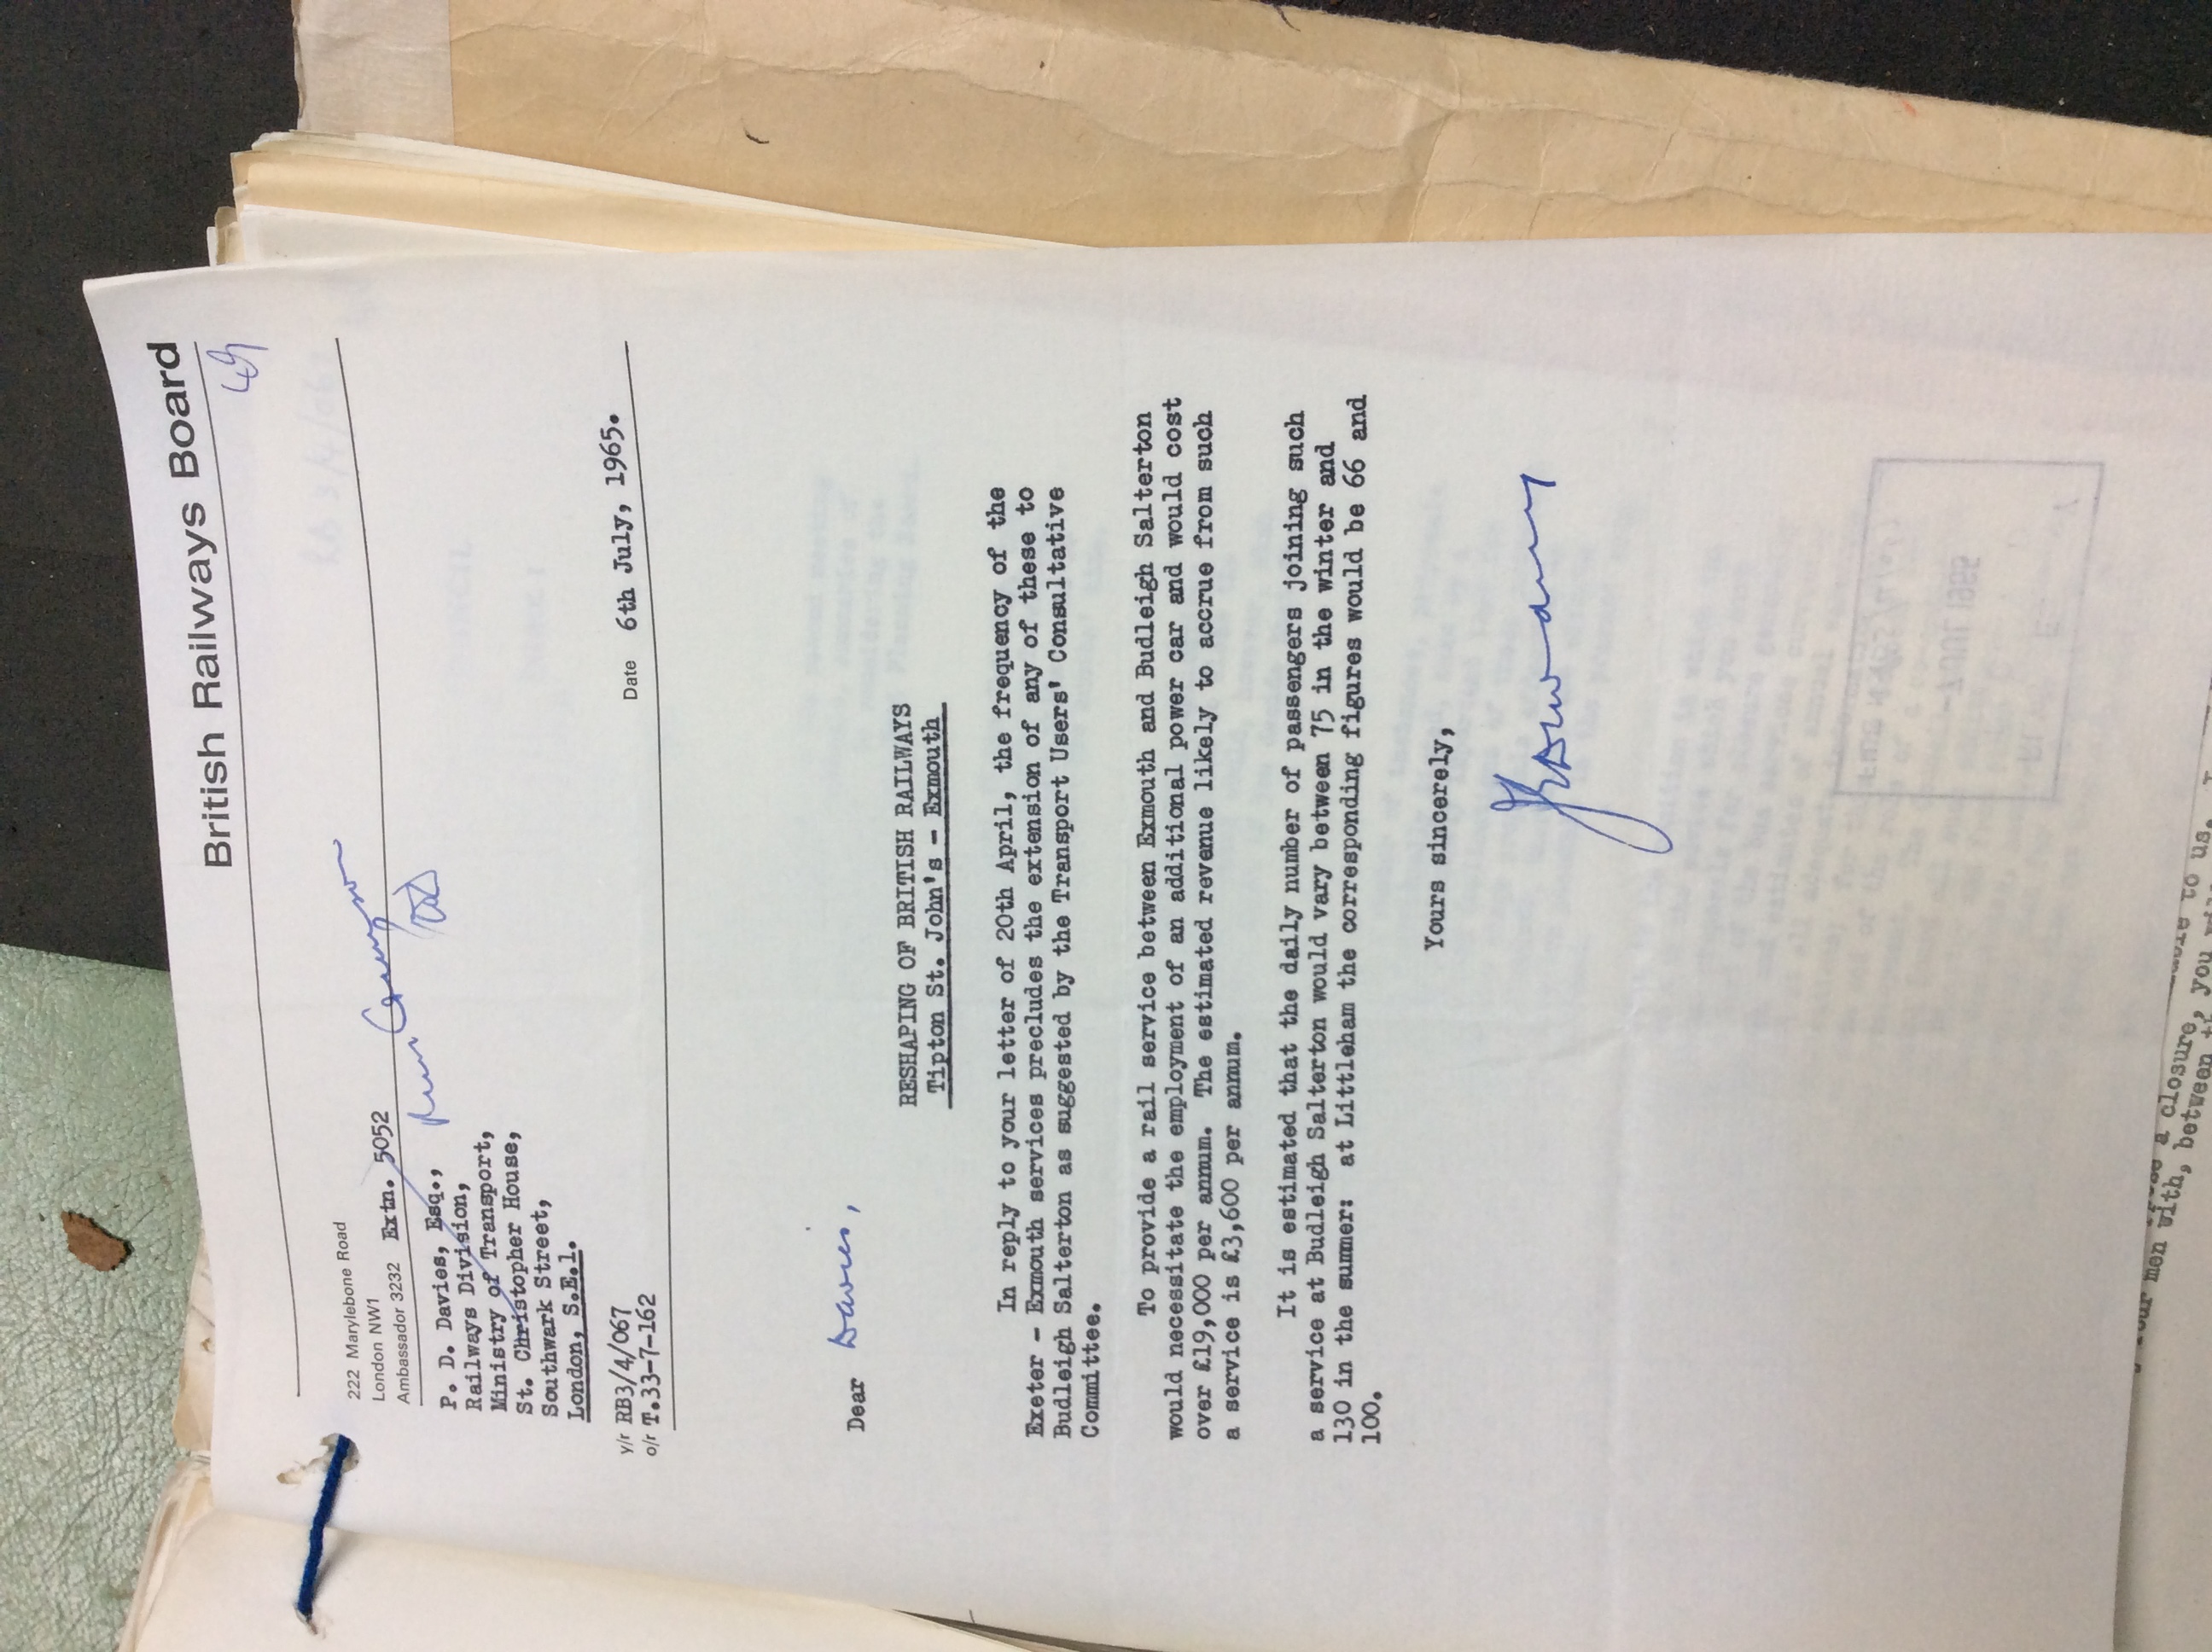 British Railways Board
222 Marylebone Road
London NW1
Ambassador 3232 Extn. 5052
P. D. Davies, Esq.,
Railways Division,
Ministry of Transport,
St. Christopher House,
Southwark Street,
London, S.E.1.
y/r RB3/4/067
o/r T.33-7-162
Date 6th July, 1965.
Dear Davies,
RESHAPING OF BRITISH RAILWAYS
Tipton St. John's - Exmouth
In reply to your letter of 20th April, the frequency of the
Exeter - Exmouth services precludes the extension of any of these to
Budleigh Salterton as suggested by the Transport Users' Consultative
Committee.
To provide a rail service between Exmouth and Budleigh Salterton
would necessitate the employment of an additional power car and would cost
over £19,000 per annum. The estimated revenue likely to accrue from such
a service is £3,600 per annum.
It is estimated that the daily number of passengers joining such
a service at Budleigh Salterton would vary between 75 in the winter and
130 in the summer: at Littleham the corresponding figures would be 66 and
100.
Yours sincerely,
a closure,
to us.
men with, between
you